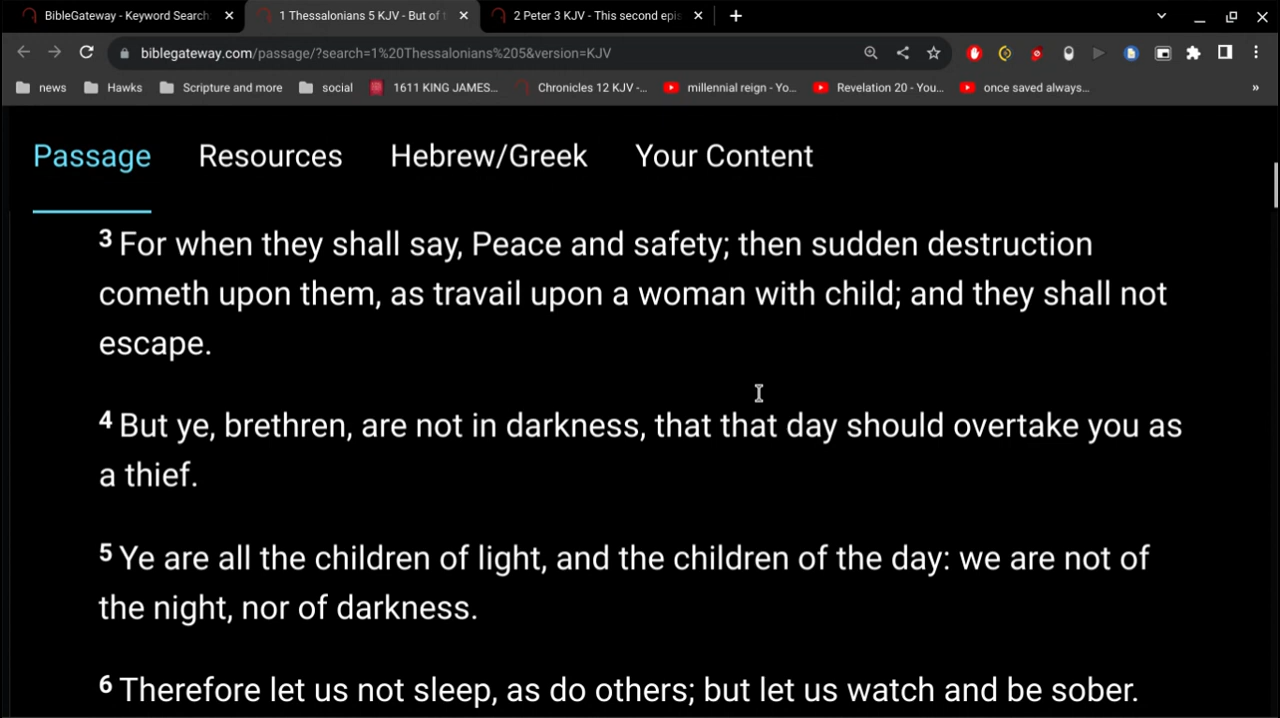 BibleGateway - Keyword Search: 1 Thessalonians 5 KJV - But of t 2 Peter 3 KJV - This second epis
biblegateway.com/passage/?search=1%20Thessalonians%205&version=KJV
news Hawks Scripture and more social 1611 KING JAMES... Chronicles 12 KJV -... millennial reign - Yo... Revelation 20 - You... once saved always... »
Passage Resources Hebrew/Greek Your Content
3 For when they shall say, Peace and safety; then sudden destruction
cometh upon them, as travail upon a woman with child; and they shall not
escape.
4 But ye, brethren, are not in darkness, that that day should overtake you as
a thief.
5 Ye are all the children of light, and the children of the day: we are not of
the night, nor of darkness.
6 Therefore let us not sleep, as do others; but let us watch and be sober.